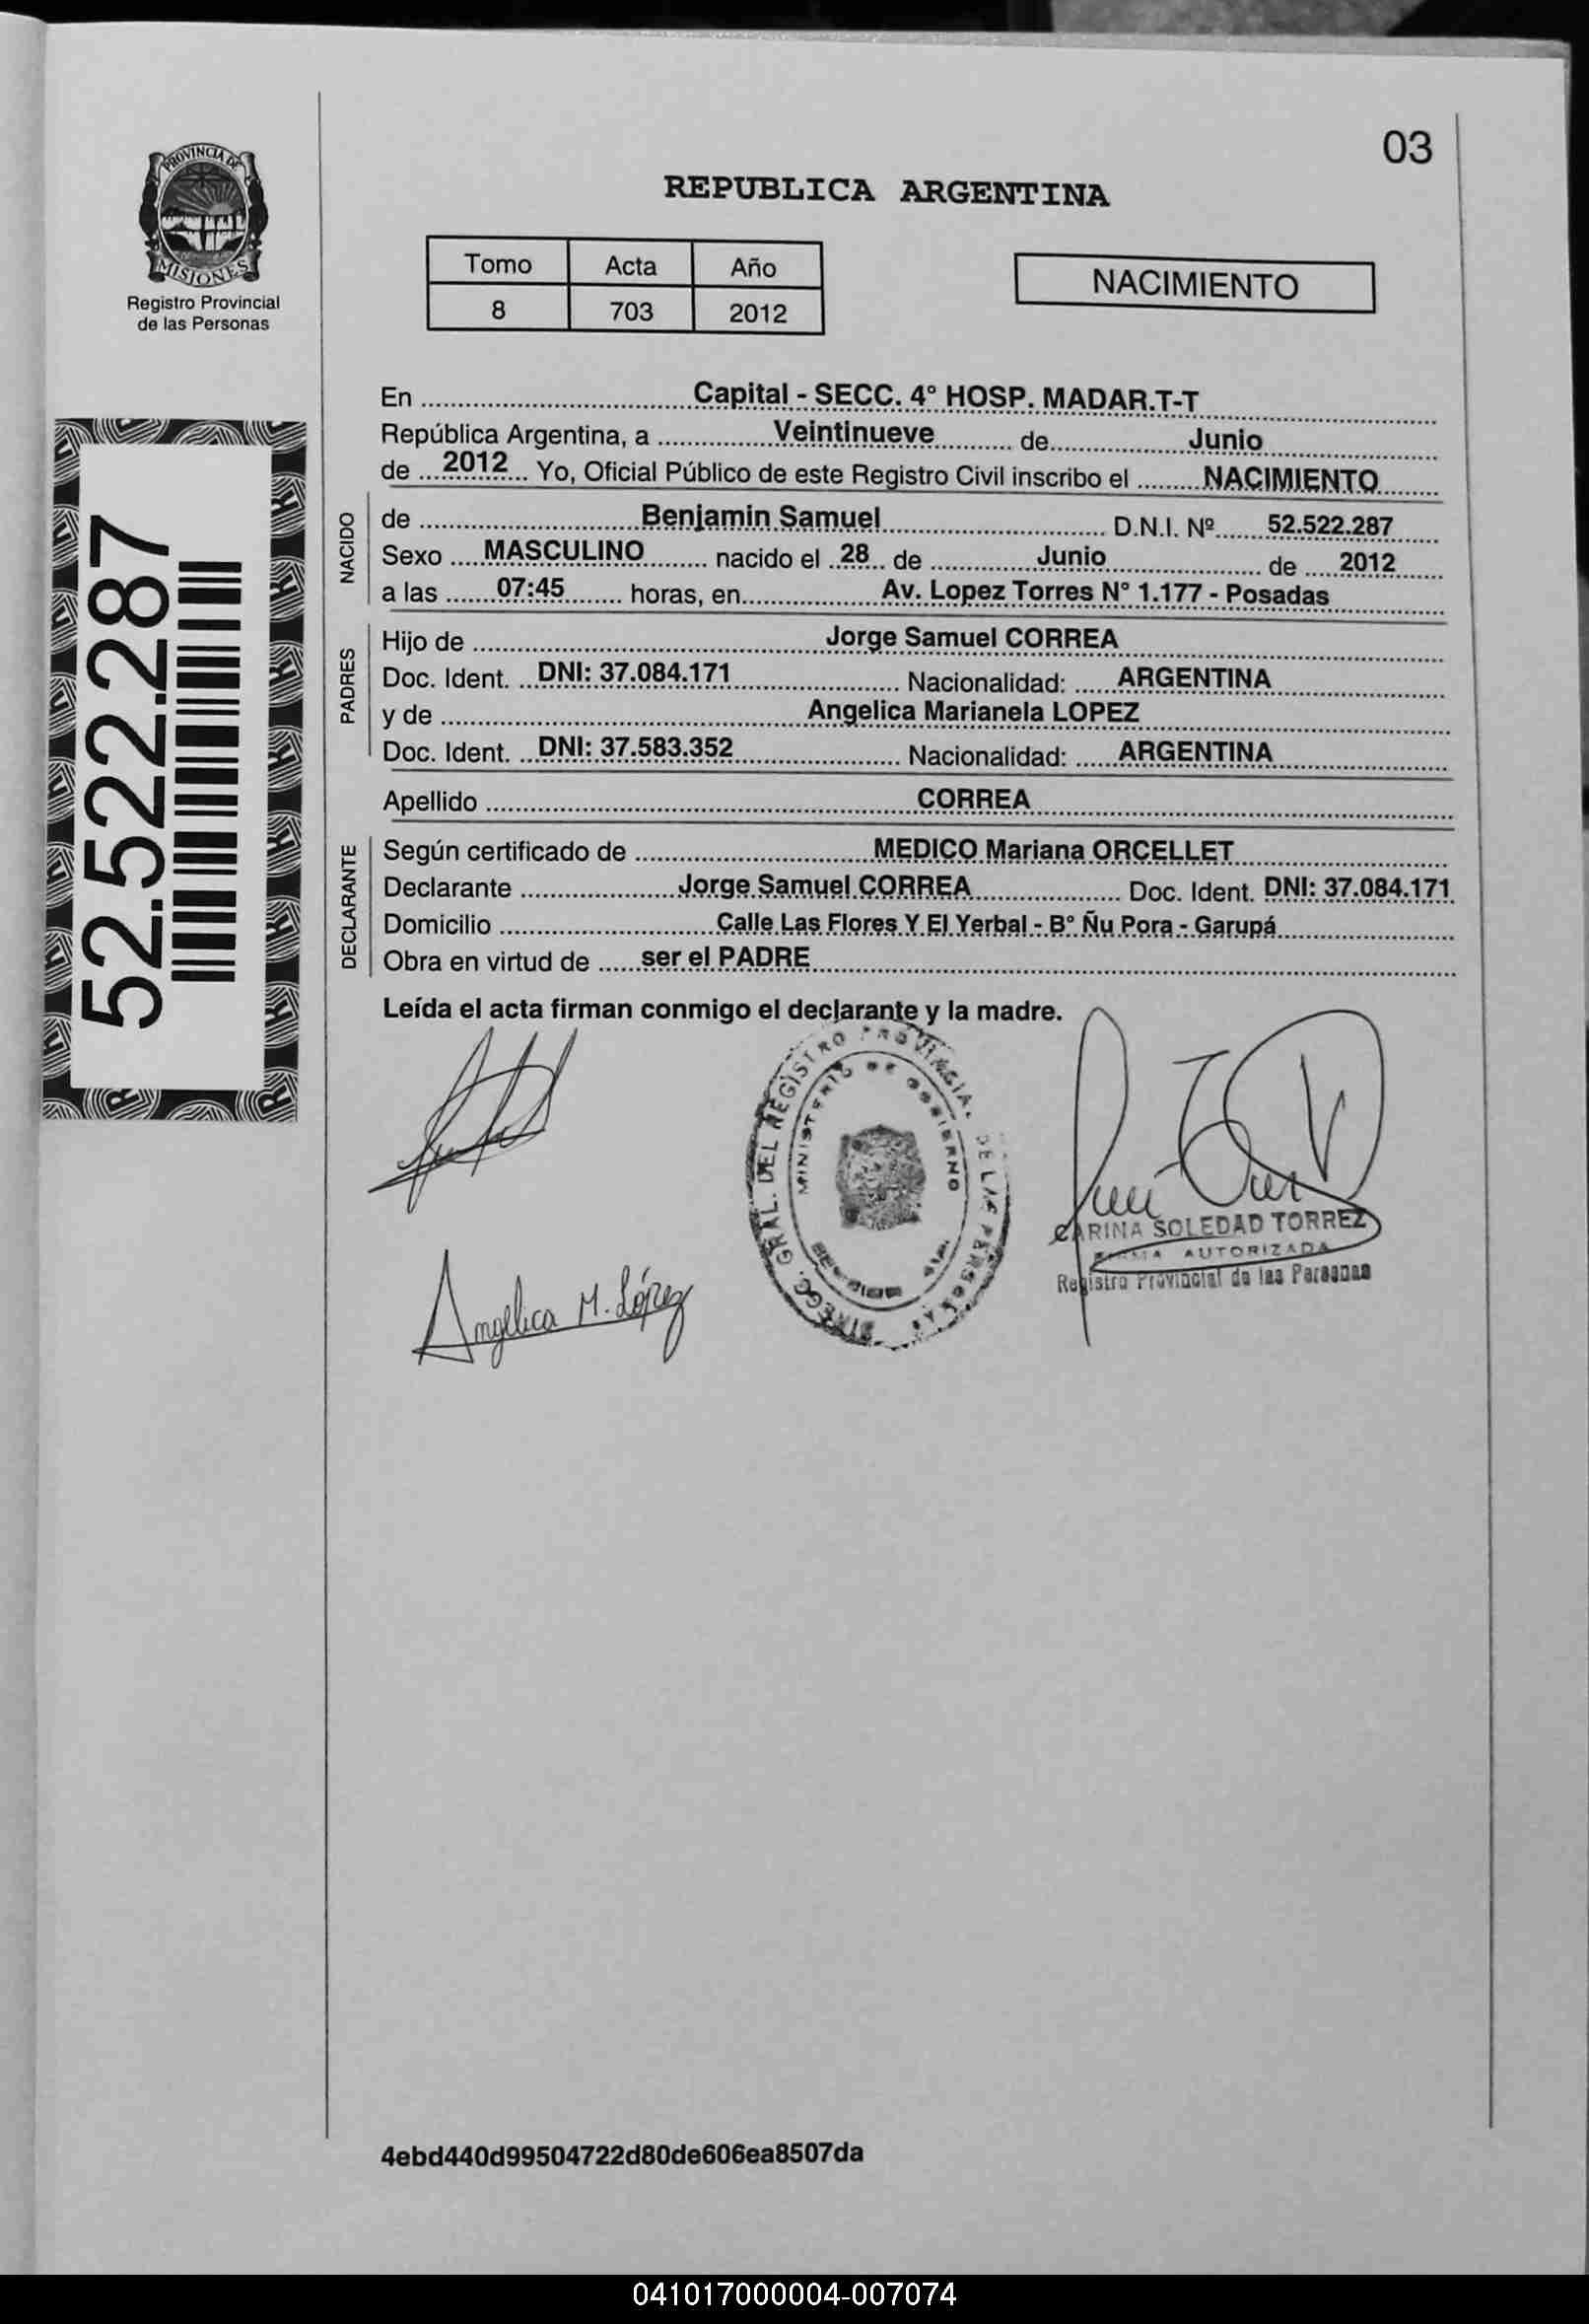 03
PROVINCIA DE
MISIONES
Registro Provincial
de las Personas
REPUBLICA ARGENTINA
Tomo Acta Año
8 703 2012
NACIMIENTO
52.522.287
En Capital - SECC. 4° HOSP. MADAR.T-T
República Argentina, a Veintinueve de Junio
de 2012 Yo, Oficial Público de este Registro Civil inscribo el NACIMIENTO
NACIDO
de Benjamin Samuel D.N.I. Nº 52.522.287
Sexo MASCULINO nacido el 28 de Junio de 2012
a las 07:45 horas, en Av. Lopez Torres N° 1.177 - Posadas
PADRES
Hijo de Jorge Samuel CORREA
Doc. Ident. DNI: 37.084.171 Nacionalidad: ARGENTINA
y de Angelica Marianela LOPEZ
Doc. Ident. DNI: 37.583.352 Nacionalidad: ARGENTINA
Apellido CORREA
DECLARANTE
Según certificado de MEDICO Mariana ORCELLET
Declarante Jorge Samuel CORREA Doc. Ident. DNI: 37.084.171
Domicilio Calle Las Flores Y El Yerbal - B° Ñu Pora - Garupá
Obra en virtud de ser el PADRE
Leída el acta firman conmigo el declarante y la madre.
GRAL. DEL REGISTRO PROVINCIAL DE LAS PERSONAS
MINISTERIO DE GOBIERNO
CARINA SOLEDAD TORREZ
FIRMA AUTORIZADA
Registro Provincial de las Personas
Angelica M. López
4ebd440d99504722d80de606ea8507da
041017000004-007074